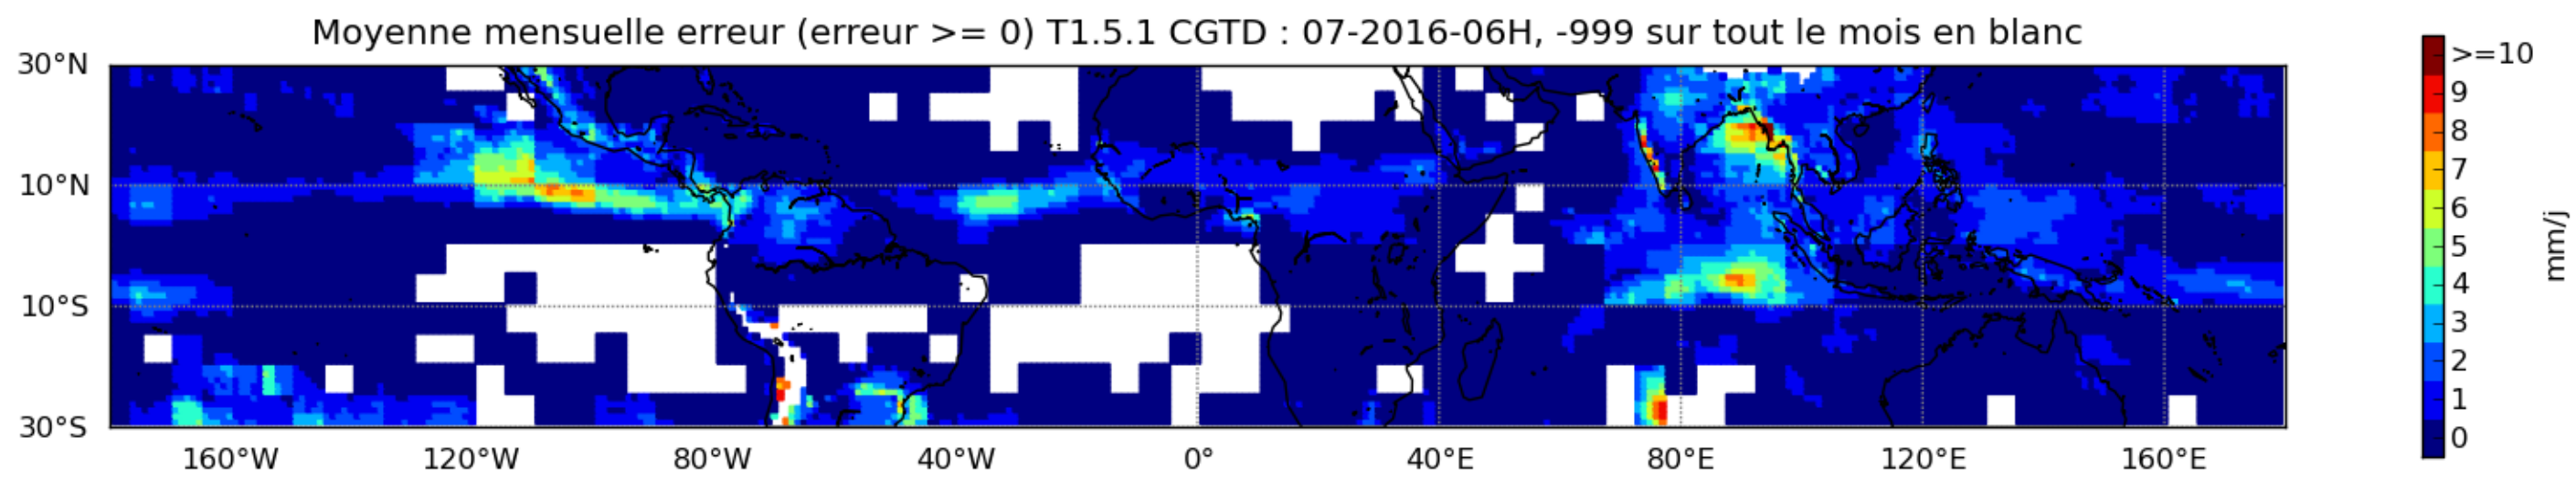 Moyenne mensuelle erreur (erreur >= 0) T1.5.1 CGTD : 07-2016-06H, -999 sur tout le mois en blanc
30°N
10°N
10°S
30°S
160°W 120°W 80°W 40°W 0° 40°E 80°E 120°E 160°E
>=10
9
8
7
6
5
4
3
2
1
0
mm/j